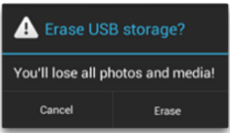 Erase USB storage?
You'll lose all photos and media!
Cancel
Erase